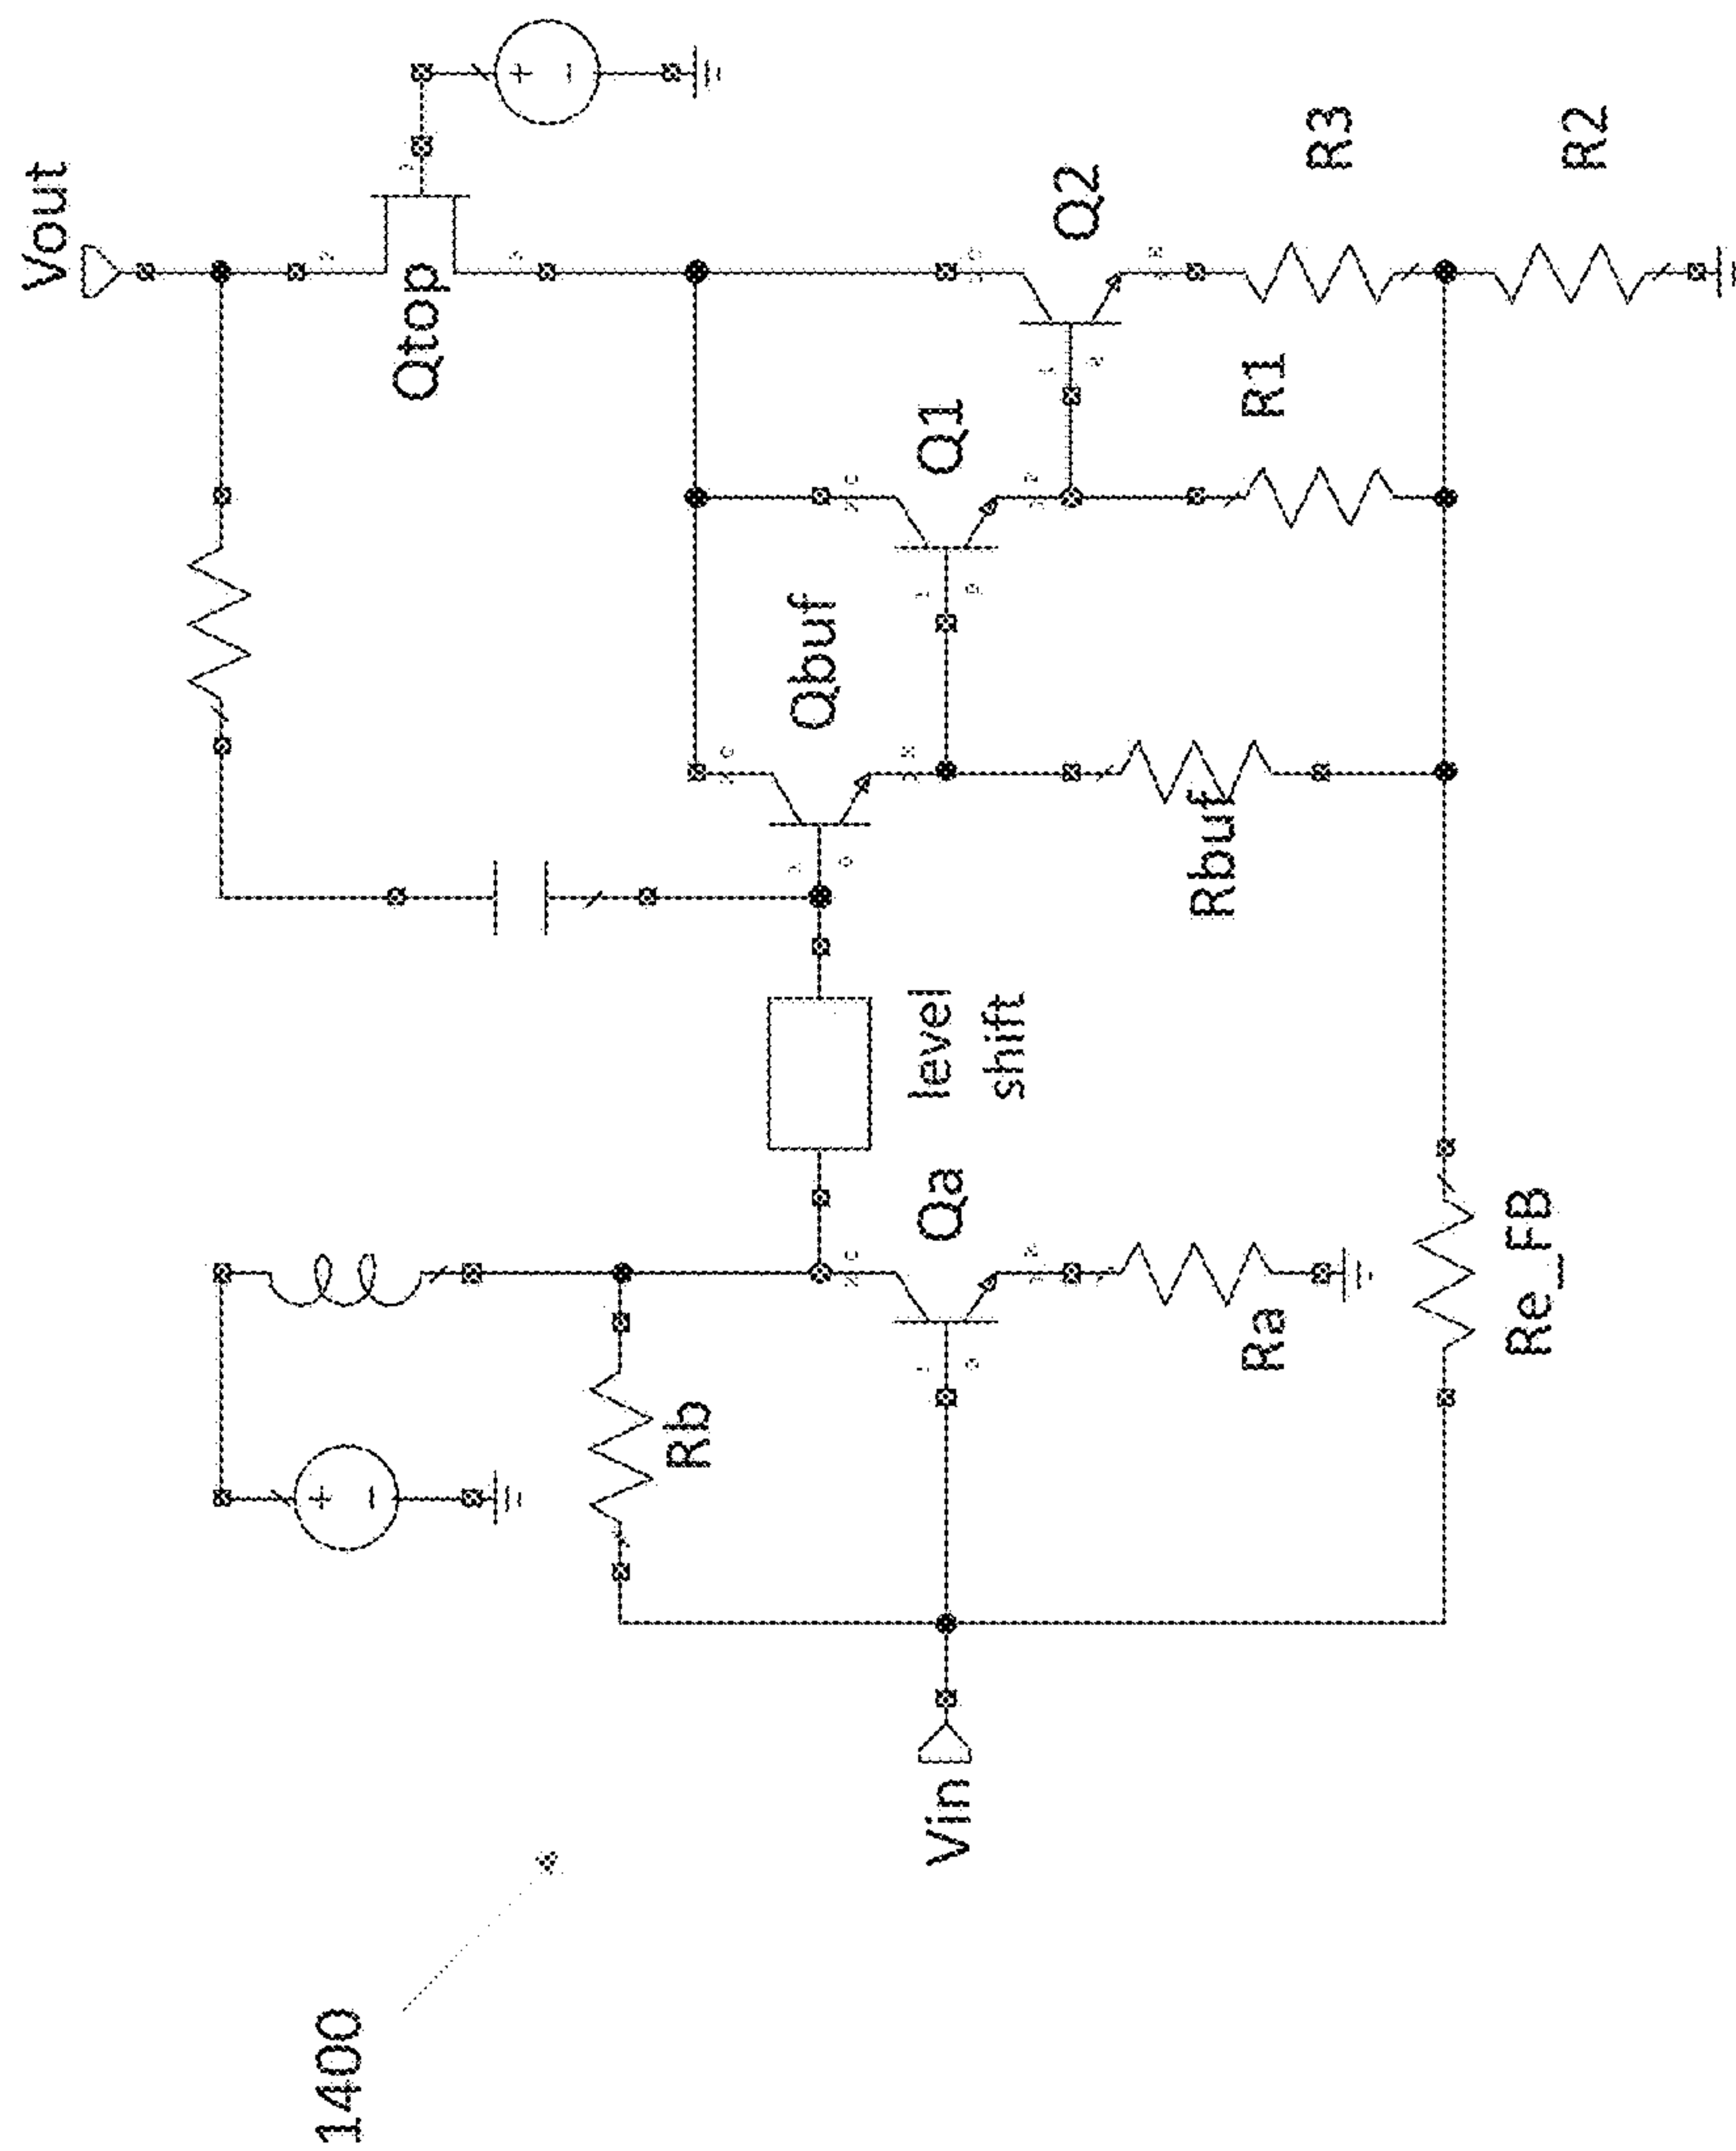 1400
Vout
Qtop
R3
R2
Q2
R1
Q1
Qbuf
Rbuf
level
shift
Qa
Ra
Re_FB
Rb
Vin
+
-
+
-